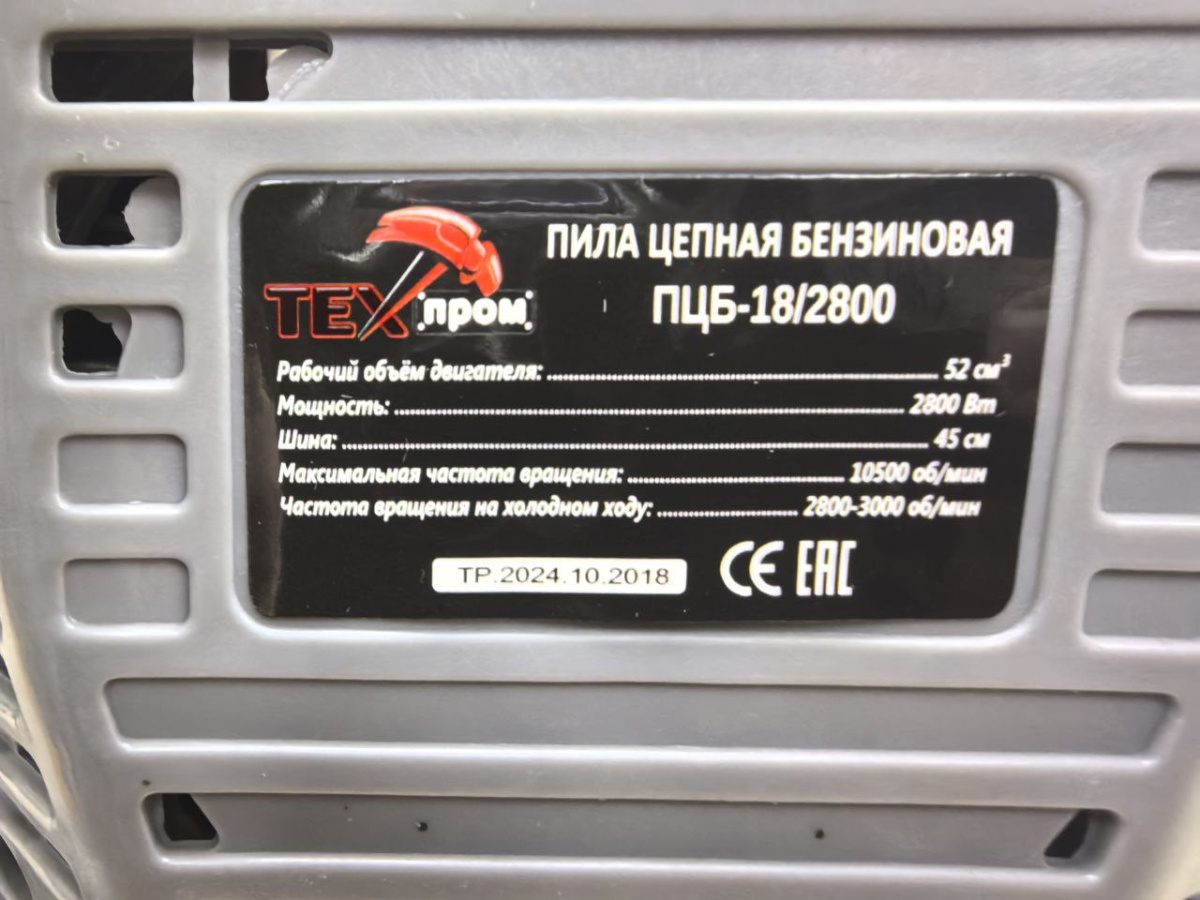 ТЕХ пром
ПИЛА ЦЕПНАЯ БЕНЗИНОВАЯ
ПЦБ-18/2800
Рабочий объём двигателя: 52 см³
Мощность: 2800 Вт
Шина: 45 см
Максимальная частота вращения: 10500 об/мин
Частота вращения на холодном ходу: 2800-3000 об/мин
TP.2024.10.2018
CE EAC